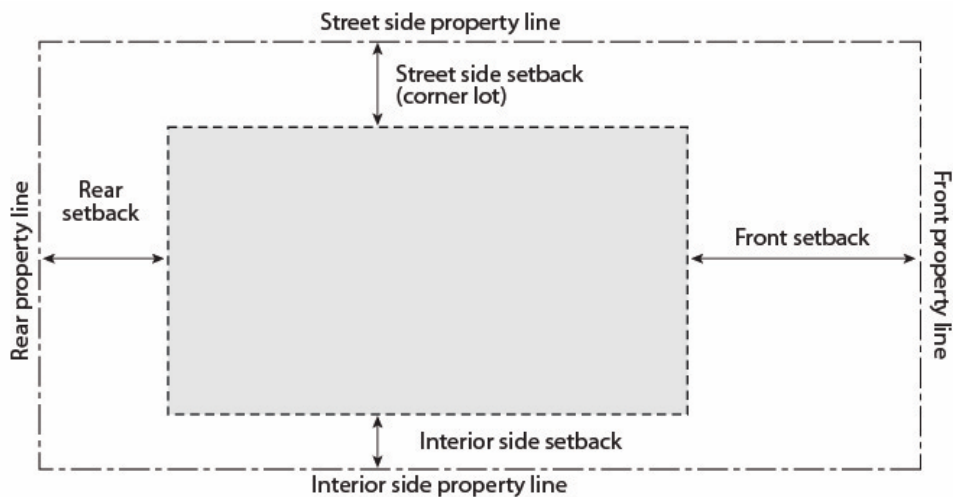 Street side property line
Street side setback
(corner lot)
Rear
setback
Rear property line
Front setback
Front property line
Interior side setback
Interior side property line